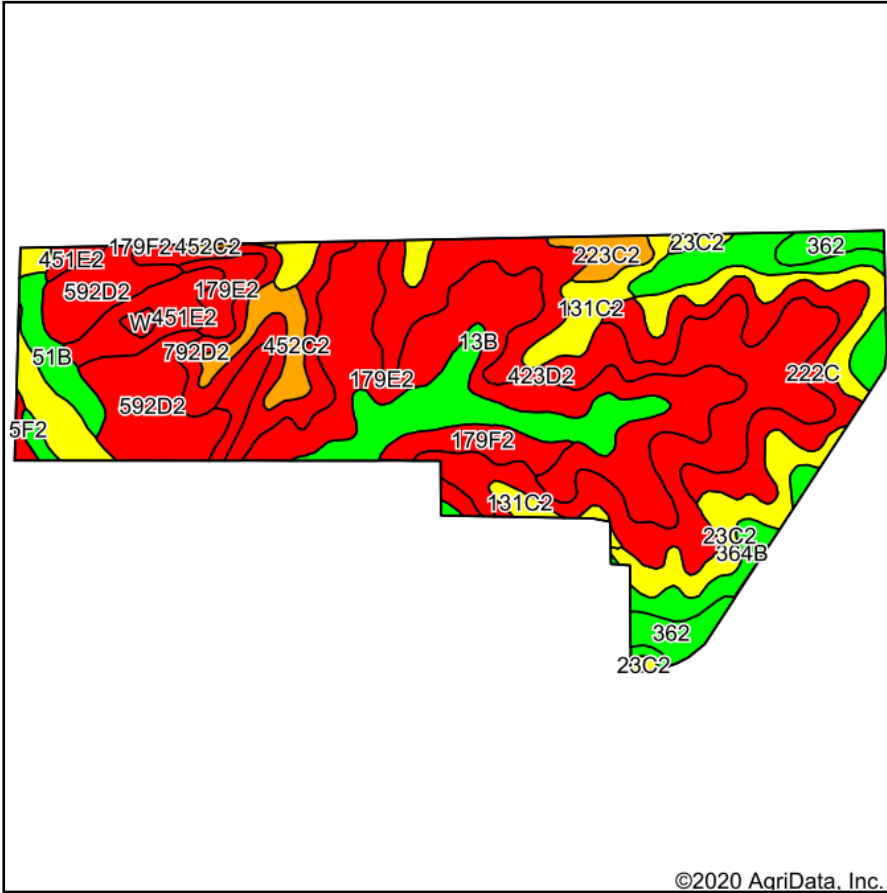 179F2 452C2
23C2
362
451E2
223C2
592D2
179E2
131C2
W 451E2
13B
792D2
452C2
51B
222C
179E2
423D2
592D2
5F2
179F2
131C2
23C2
364B
362
23C2
©2020 AgriData, Inc.